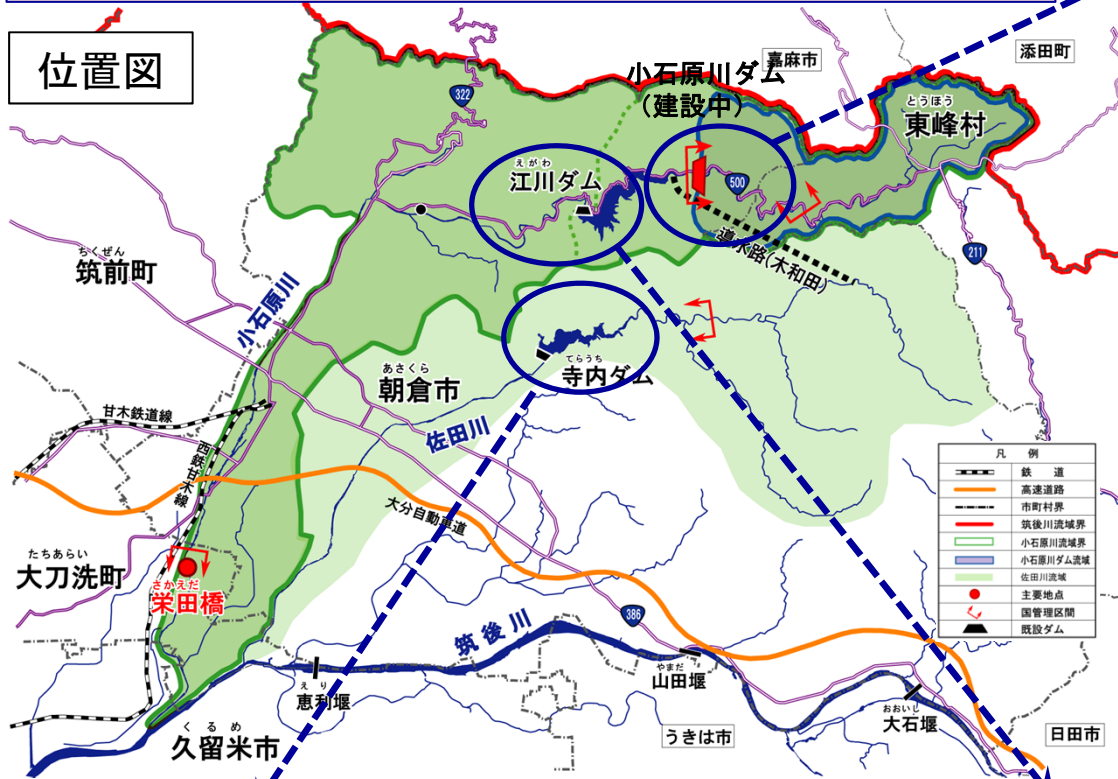 位置図
嘉麻市
添田町
小石原川ダム
（建設中）
とうほう
東峰村
322
えがわ
江川ダム
500
211
導水路(木和田)
ちくぜん
筑前町
小石原川
てらうち
寺内ダム
あさくら
朝倉市
佐田川
甘木鉄道線
西鉄甘木線
大分自動車道
たちあらい
大刀洗町
さかえだ
栄田橋
386
筑後川
えり
恵利堰
やまだ
山田堰
おおいし
大石堰
くるめ
久留米市
うきは市
日田市
凡　例
鉄　道
高速道路
市町村界
筑後川流域界
小石原川流域界
小石原川ダム流域
佐田川流域
主要地点
国管理区間
既設ダム